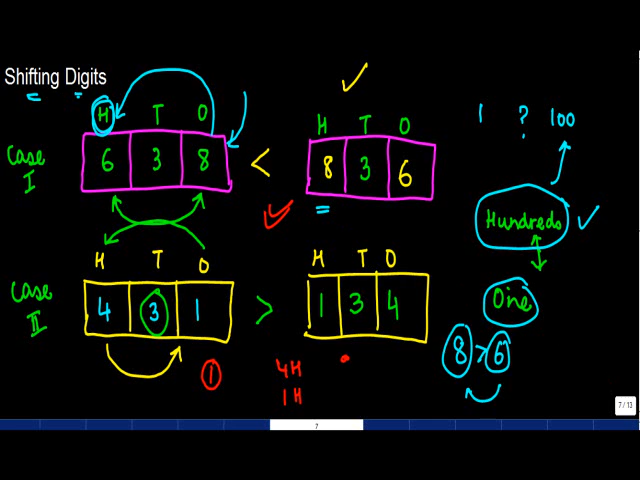 Shifting Digits
H T O H T O 1 ? 100
Case I 6 3 8 < 8 3 6
=
Hundreds
H T O H T O
Case II 4 3 1 > 1 3 4
One
8 > 6
1 4H
1H
7 / 13
7